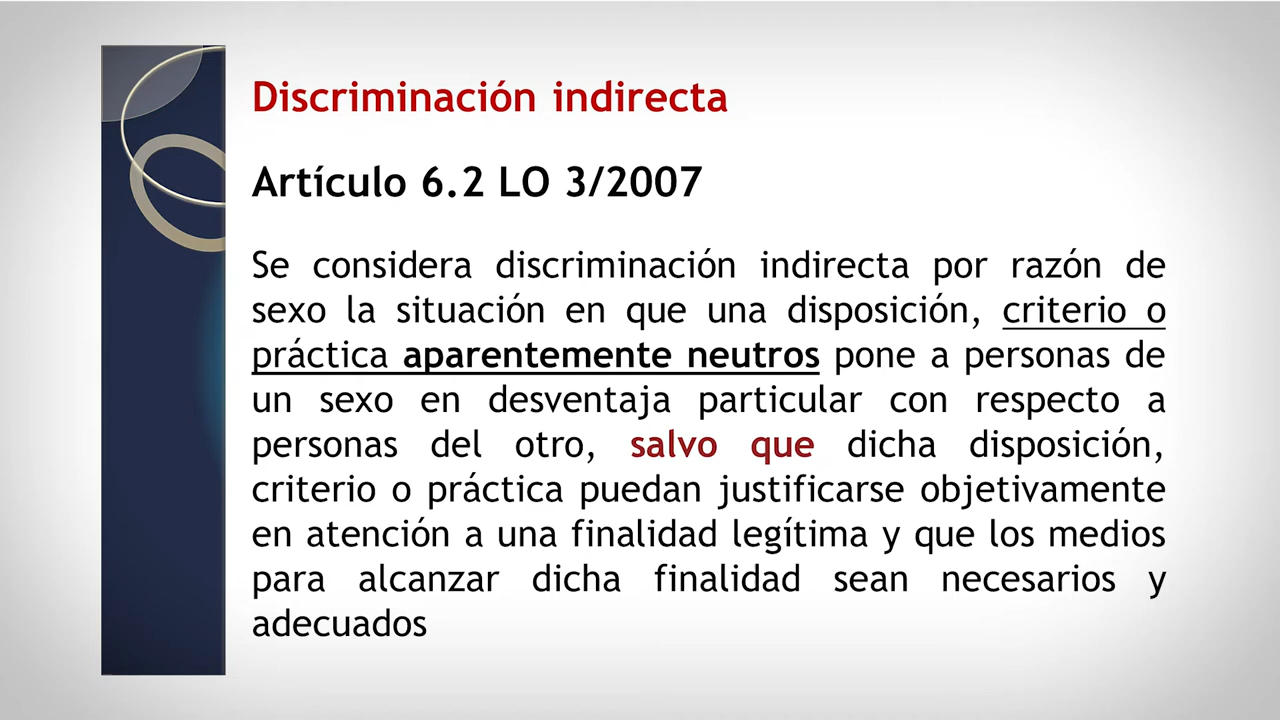 Discriminación indirecta
Artículo 6.2 LO 3/2007
Se considera discriminación indirecta por razón de
sexo la situación en que una disposición, criterio o
práctica aparentemente neutros pone a personas de
un sexo en desventaja particular con respecto a
personas del otro, salvo que dicha disposición,
criterio o práctica puedan justificarse objetivamente
en atención a una finalidad legítima y que los medios
para alcanzar dicha finalidad sean necesarios y
adecuados